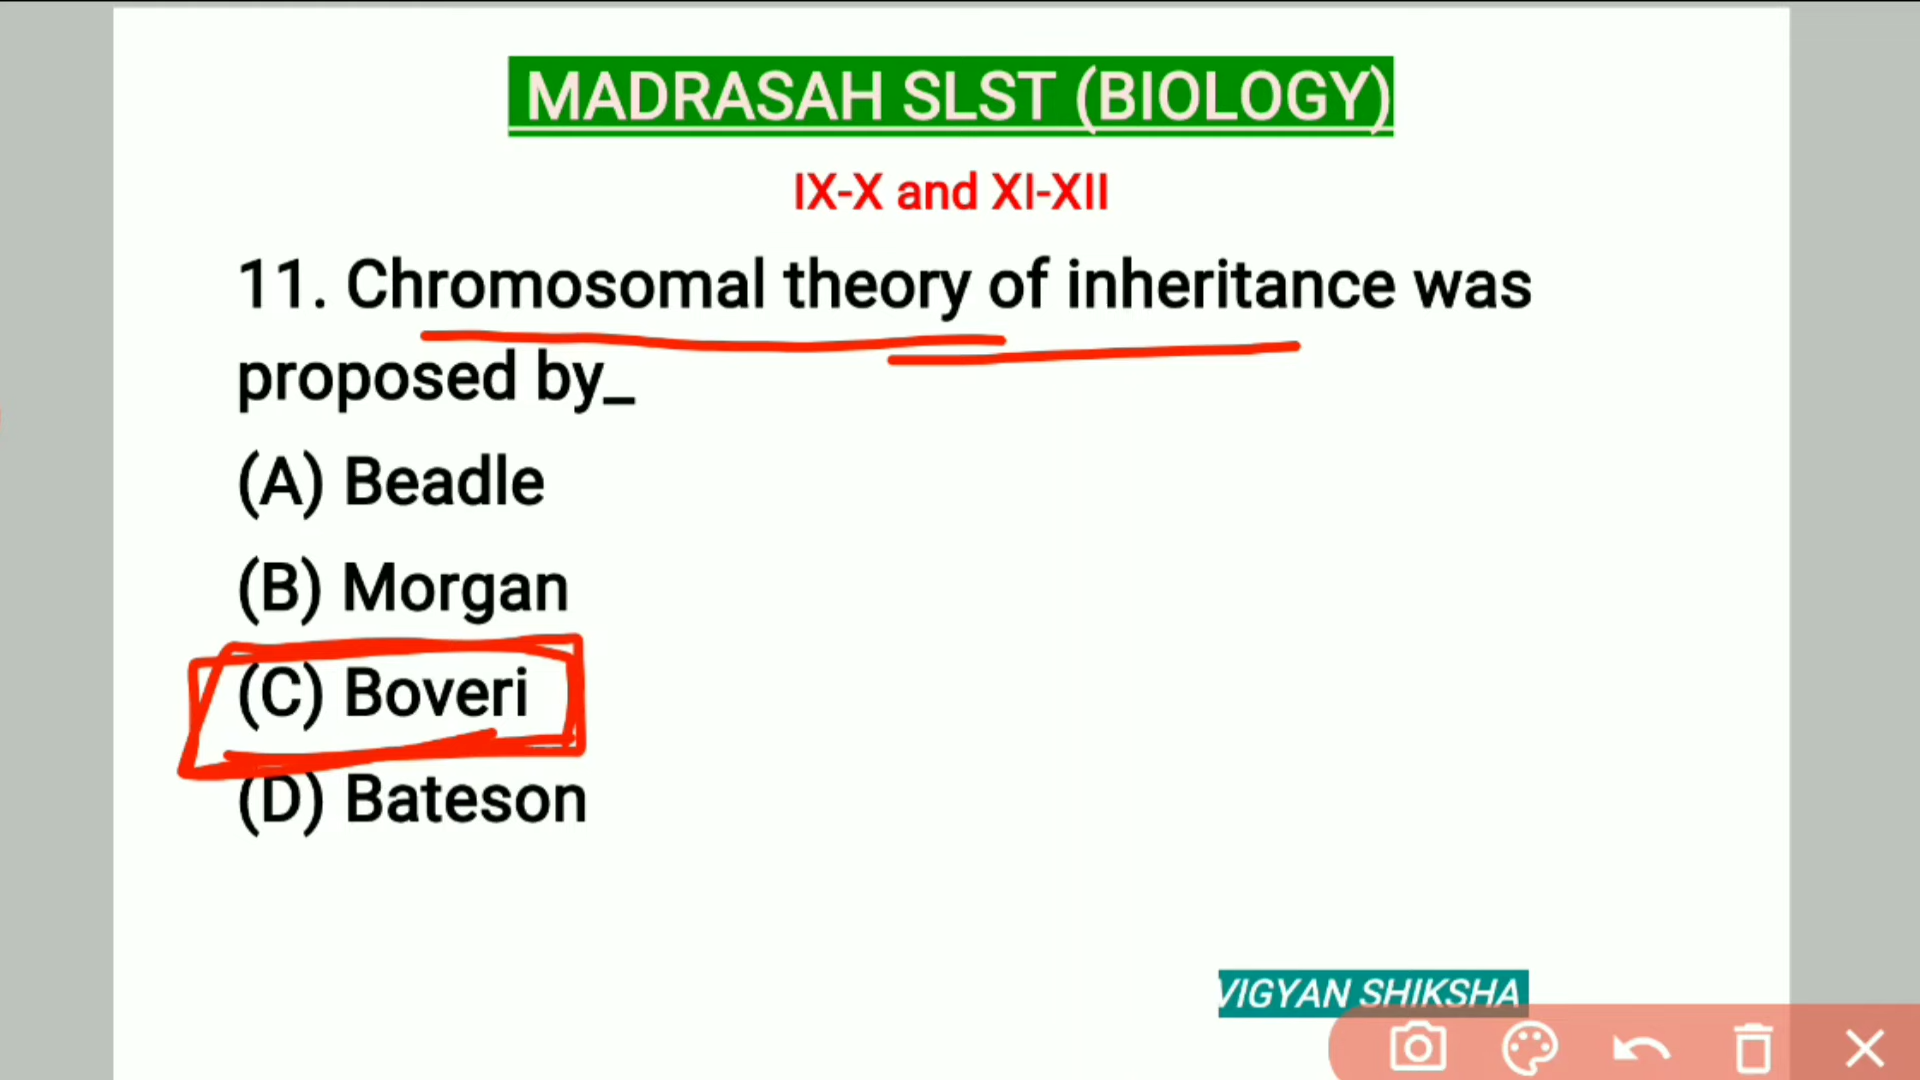 MADRASAH SLST (BIOLOGY)
IX-X and XI-XII
11. Chromosomal theory of inheritance was
proposed by_
(A) Beadle
(B) Morgan
(C) Boveri
(D) Bateson
VIGYAN SHIKSHA